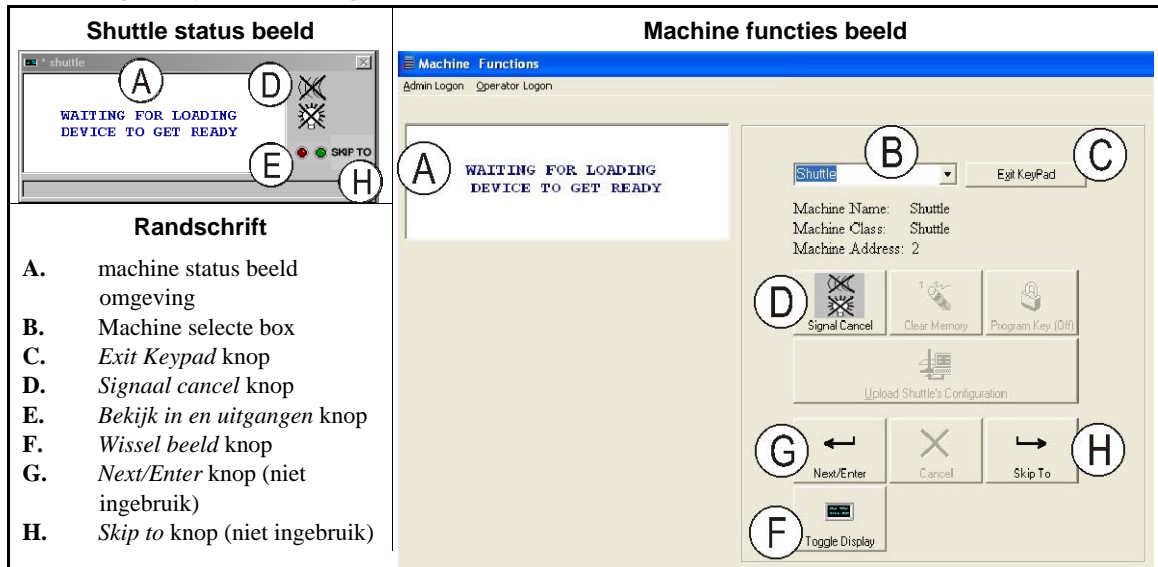 Shuttle status beeld
* shuttle
A
D
WAITING FOR LOADING
DEVICE TO GET READY
E
SKIP TO
H
Randschrift
A. machine status beeld
omgeving
B. Machine selecte box
C. Exit Keypad knop
D. Signaal cancel knop
E. Bekijk in en uitgangen knop
F. Wissel beeld knop
G. Next/Enter knop (niet
ingebruik)
H. Skip to knop (niet ingebruik)
Machine functies beeld
Machine Functions
Admin Logon Operator Logon
A
WAITING FOR LOADING
DEVICE TO GET READY
B
C
Shuttle
Exit KeyPad
Machine Name: Shuttle
Machine Class: Shuttle
Machine Address: 2
D
Signal Cancel
Clear Memory
Program Key (Off)
Upload Shuttle's Configuration
G
Next/Enter
Cancel
Skip To
H
F
Toggle Display